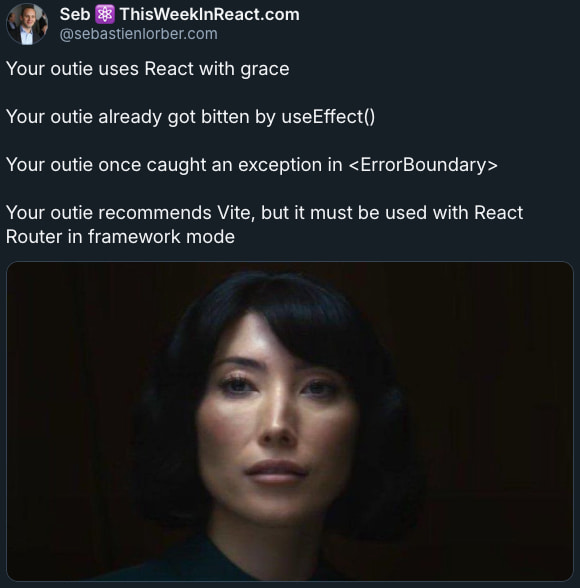 Seb ⚛️ ThisWeekInReact.com
@sebastienlorber.com
Your outie uses React with grace
Your outie already got bitten by useEffect()
Your outie once caught an exception in <ErrorBoundary>
Your outie recommends Vite, but it must be used with React
Router in framework mode